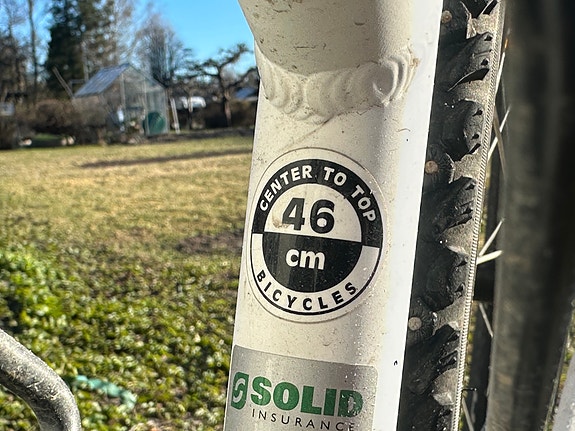 CENTER TO TOP
46
cm
BICYCLES
SOLID
INSURANCE